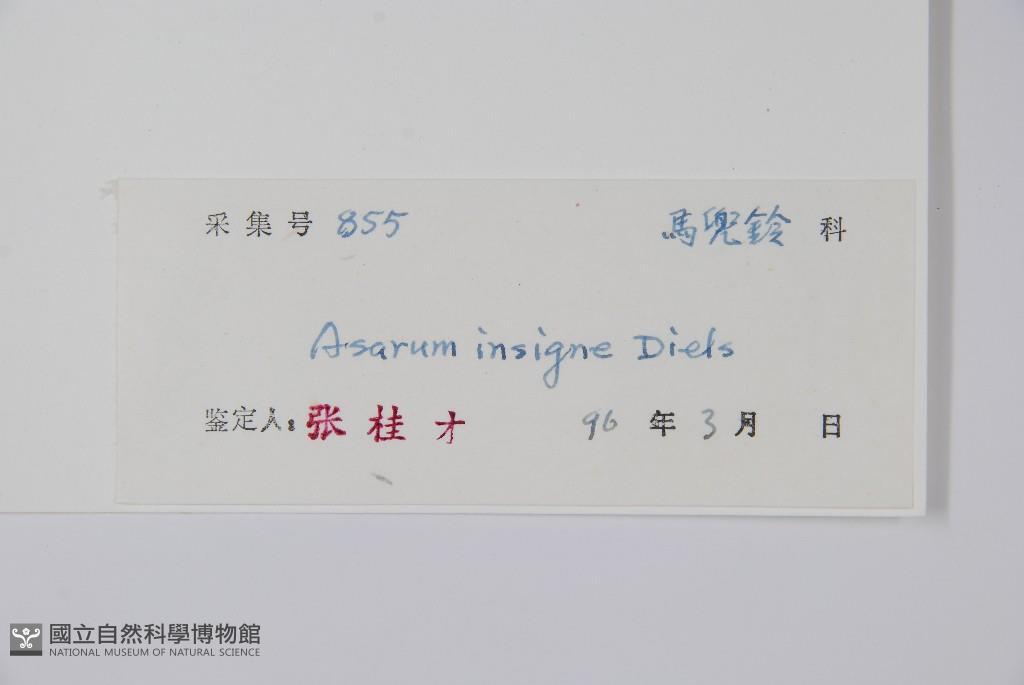 采集号 855 馬兜鈴 科
Asarum insigne Diels
鉴定人: 张桂才 96 年 3 月 日
國立自然科學博物館
NATIONAL MUSEUM OF NATURAL SCIENCE